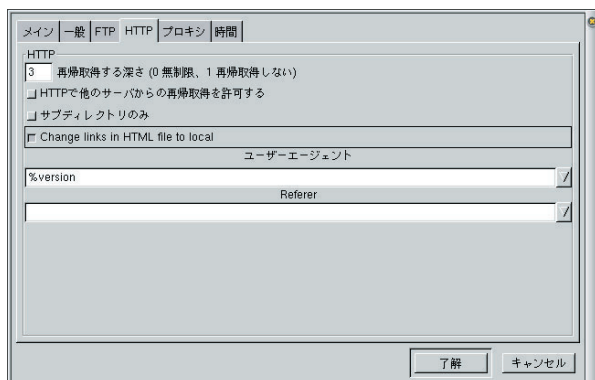 メイン 一般 FTP HTTP プロキシ 時間
HTTP
3 再帰取得する深さ (0 無制限、1 再帰取得しない)
HTTPで他のサーバからの再帰取得を許可する
サブディレクトリのみ
Change links in HTML file to local
ユーザーエージェント
%version
Referer
了解 キャンセル